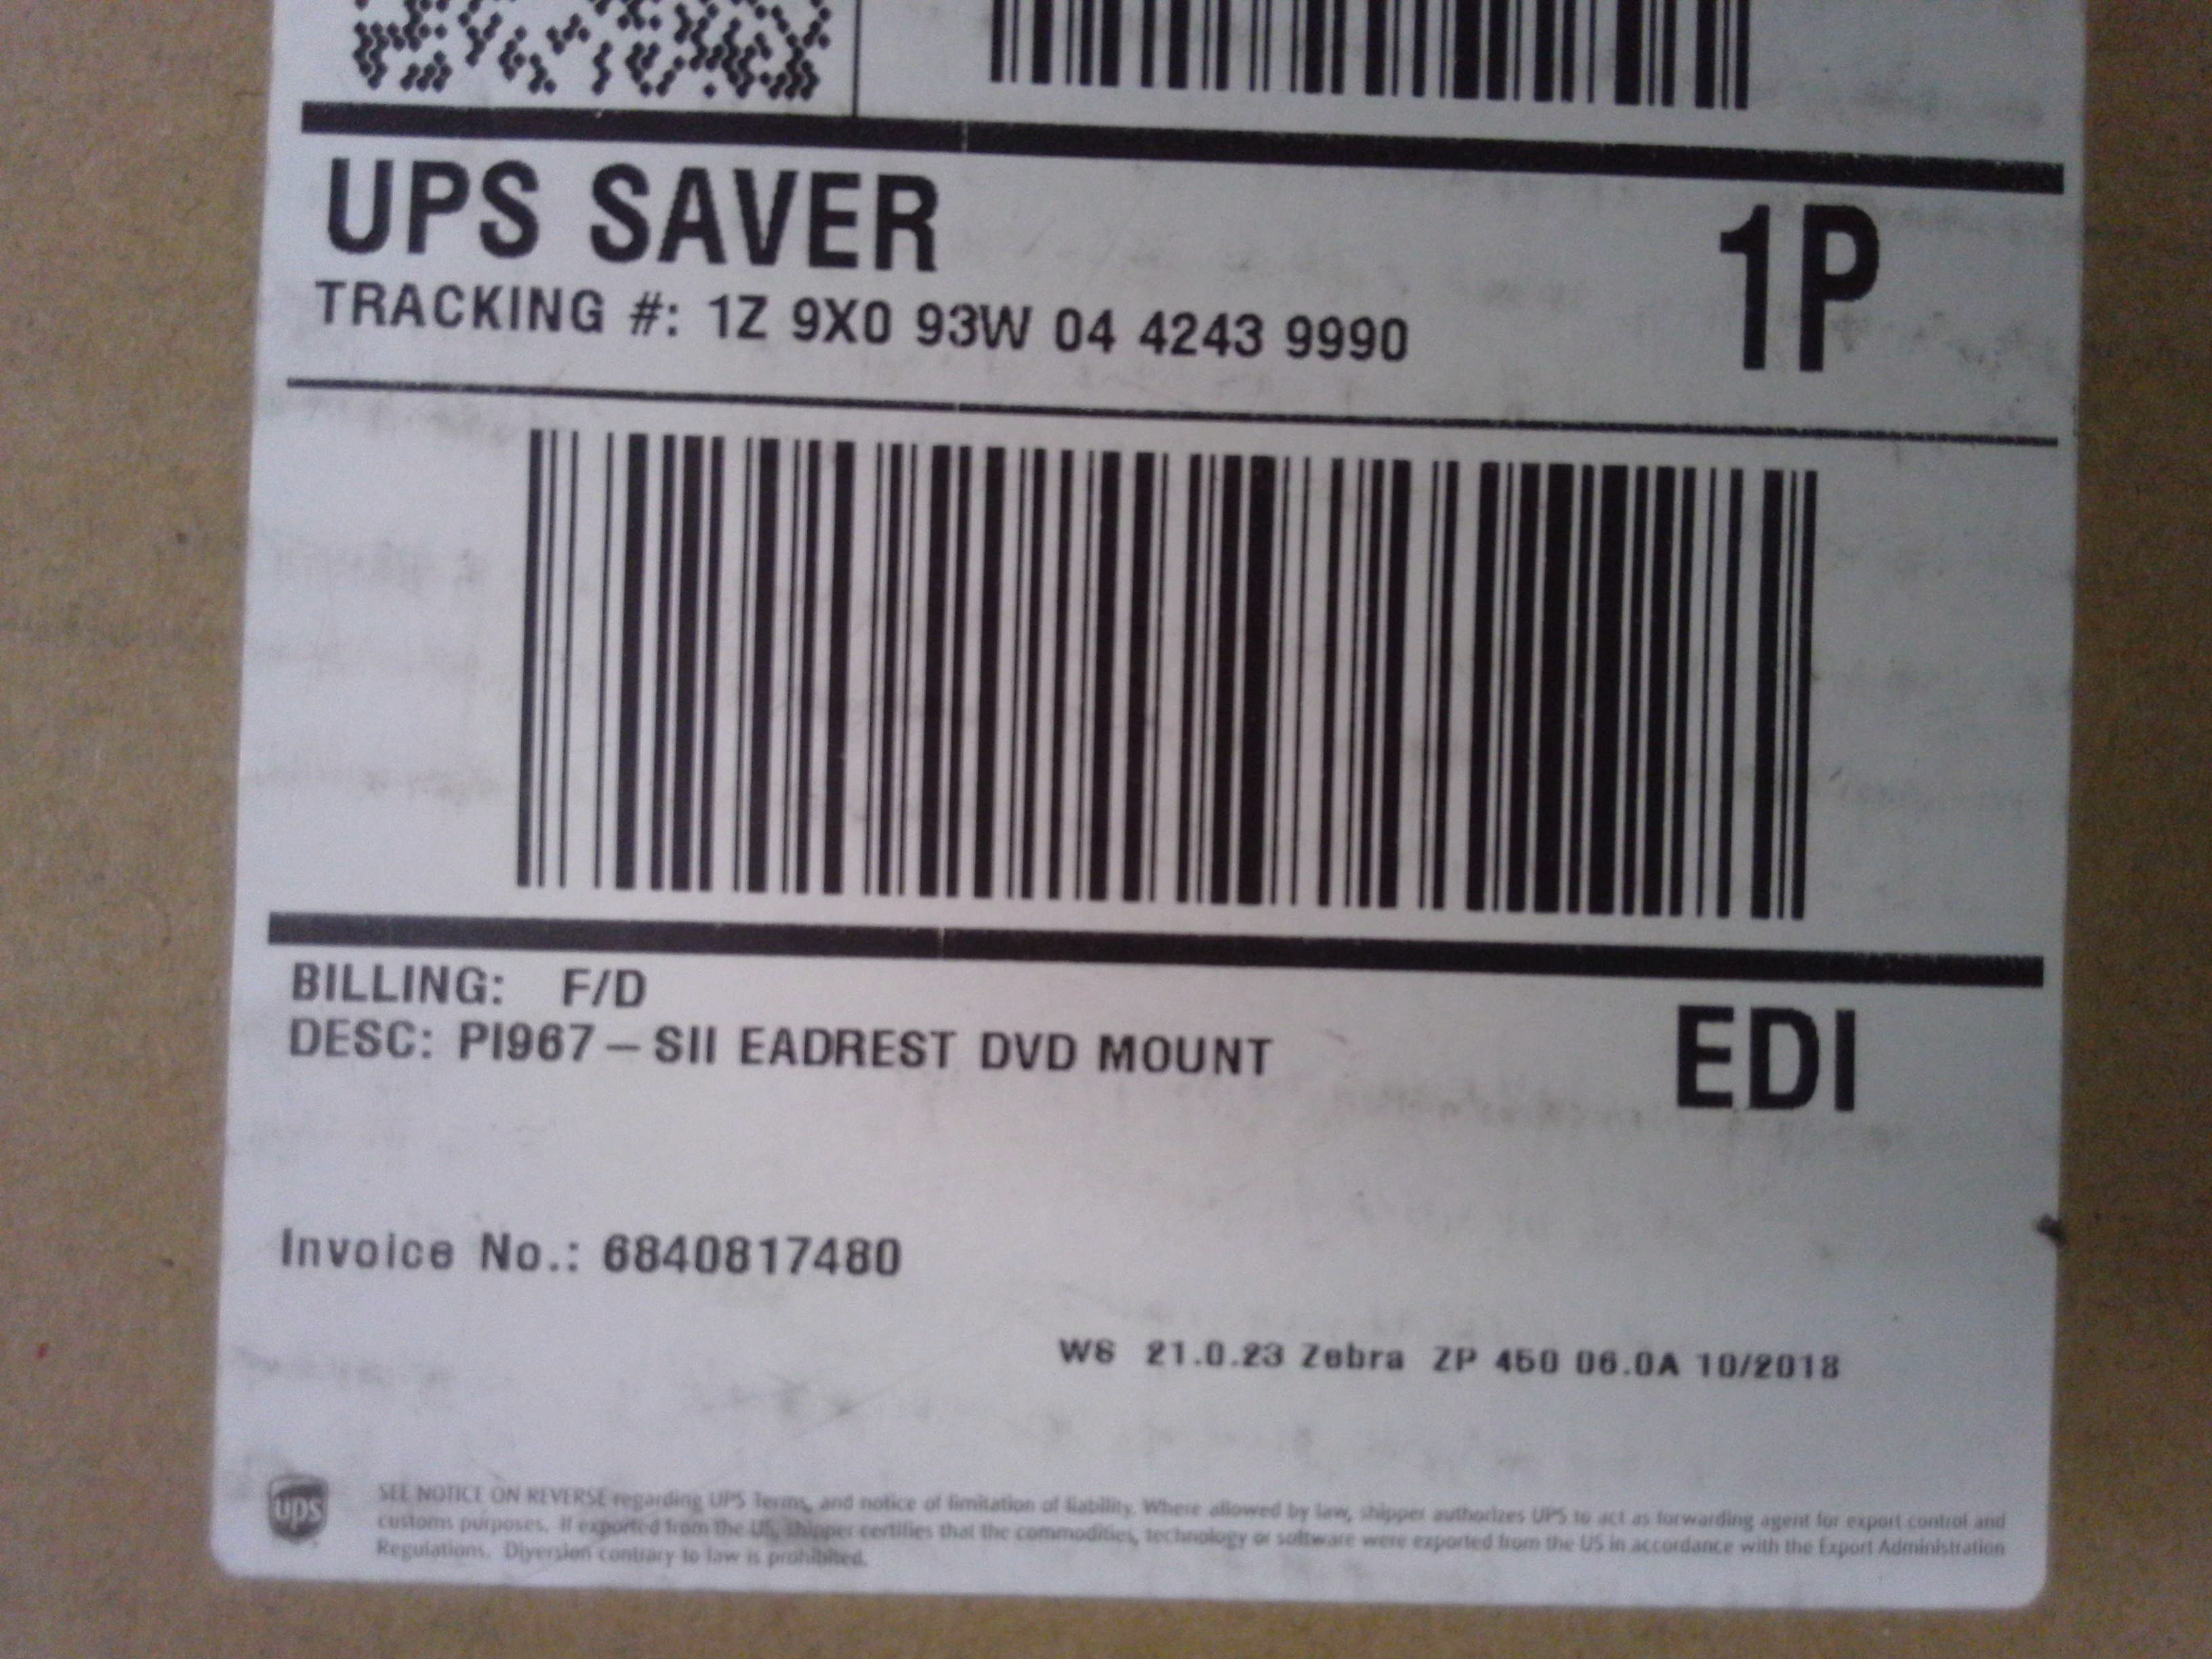 UPS SAVER
1P
TRACKING #: 1Z 9X0 93W 04 4243 9990
BILLING: F/D
DESC: PI967-SII EADREST DVD MOUNT
EDI
Invoice No.: 6840817480
WS 21.0.23 Zebra ZP 450 06.0A 10/2018
ups
SEE NOTICE ON REVERSE regarding UPS Terms, and notice of limitation of liability. Where allowed by law, shipper authorizes UPS to act as forwarding agent for export control and
customs purposes. If exported from the US, shipper certifies that the commodities, technology or software were exported from the US in accordance with the Export Administration
Regulations. Diversion contrary to law is prohibited.